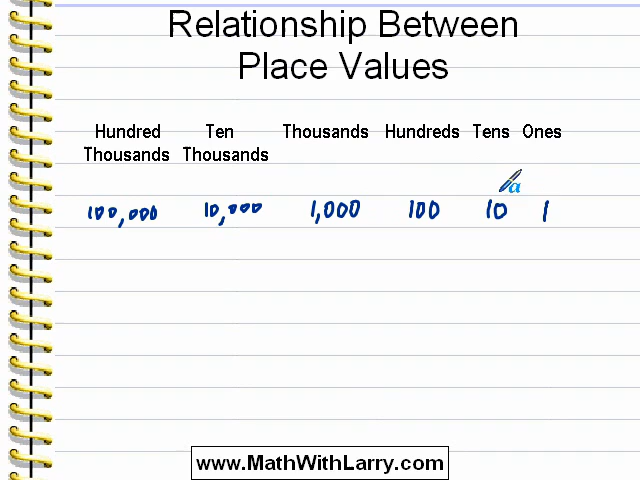 Relationship Between
Place Values
Hundred Ten Thousands Hundreds Tens Ones
Thousands Thousands
100,000 10,000 1,000 100 10 1
www.MathWithLarry.com